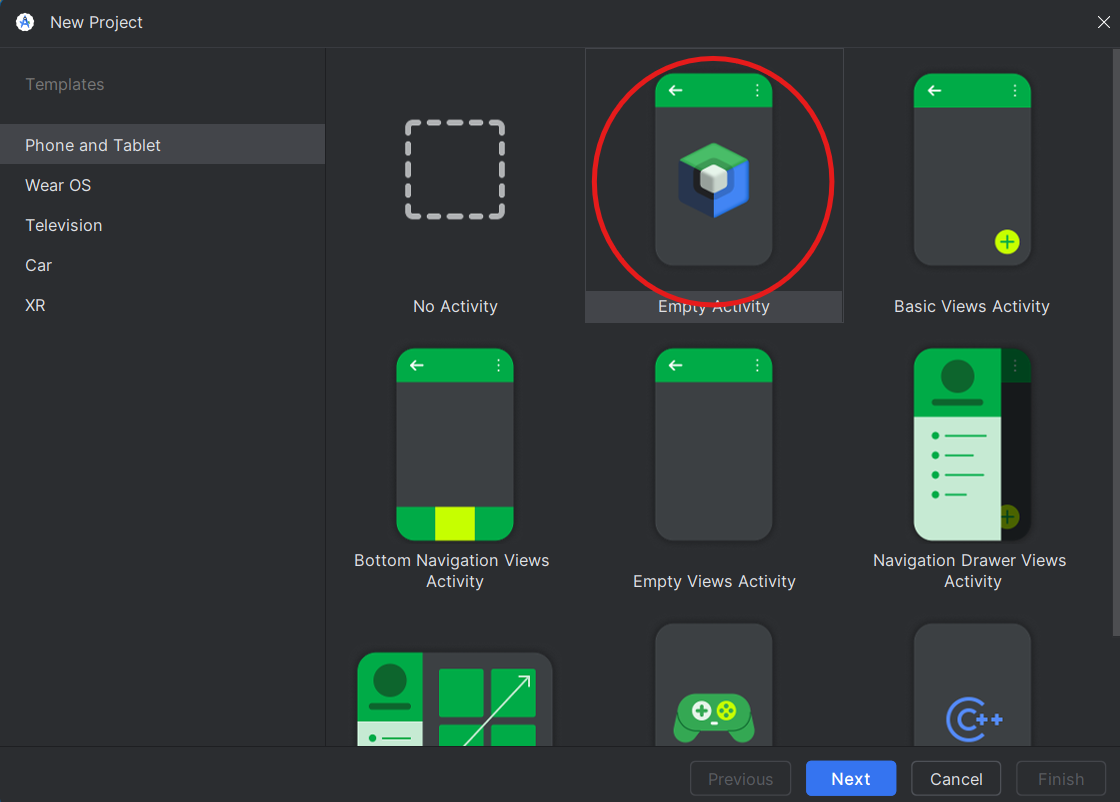 New Project
Templates
Phone and Tablet
Wear OS
Television
Car
XR
No Activity
Empty Activity
Basic Views Activity
Bottom Navigation Views
Activity
Empty Views Activity
Navigation Drawer Views
Activity
C++
Previous
Next
Cancel
Finish